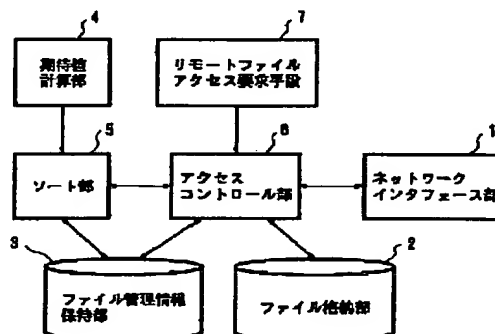 4
7
期待値
計算部
リモートファイル
アクセス要求手段
5
6
1
ソート部
アクセス
コントロール部
ネットワーク
インタフェース部
3
2
ファイル管理情報
保持部
ファイル格納部